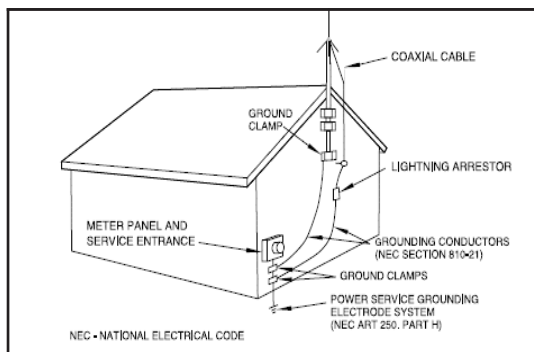 COAXIAL CABLE
GROUND
CLAMP
LIGHTNING ARRESTOR
METER PANEL AND
SERVICE ENTRANCE
GROUNDING CONDUCTORS
(NEC SECTION 810-21)
GROUND CLAMPS
POWER SERVICE GROUNDING
ELECTRODE SYSTEM
(NEC ART 250. PART H)
NEC - NATIONAL ELECTRICAL CODE